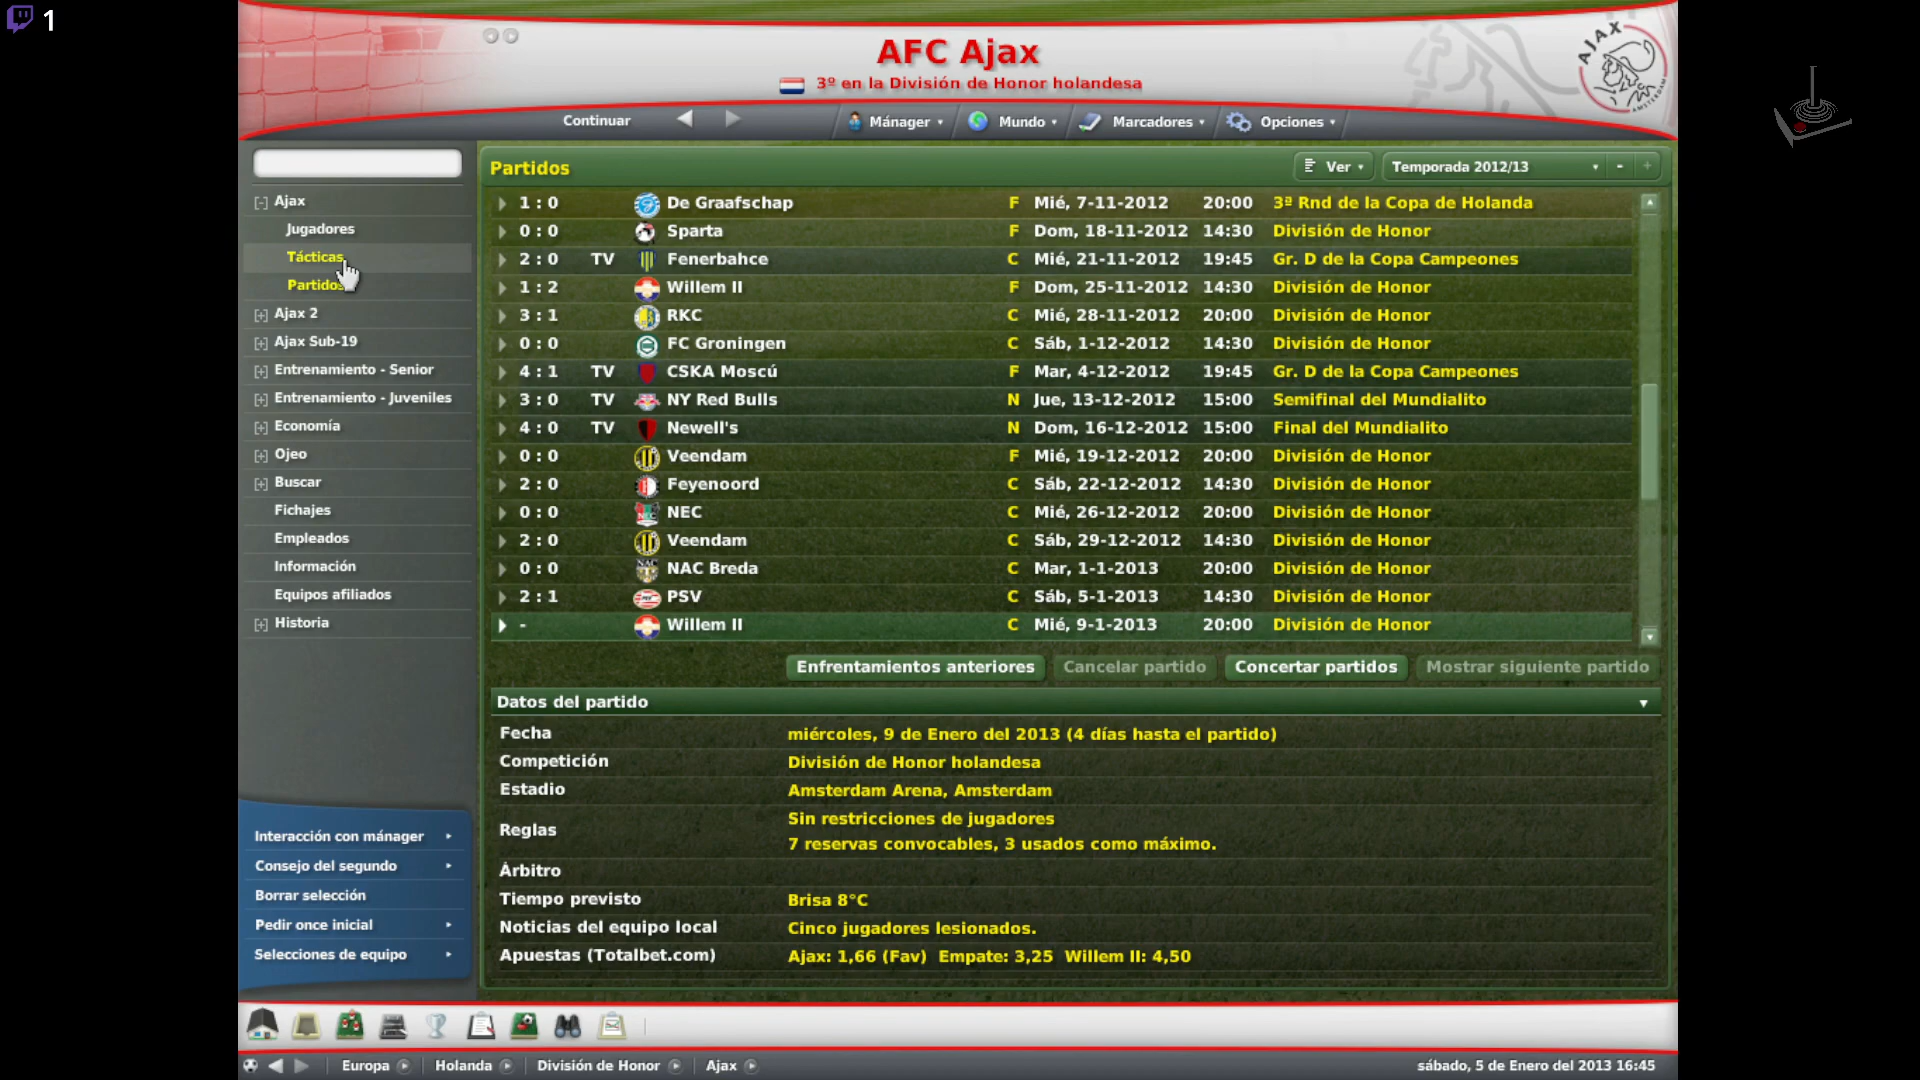 1
AFC Ajax
3º en la División de Honor holandesa
AJAX
AMSTERDAM
Continuar
Mánager
Mundo
Marcadores
Opciones
Ajax
Jugadores
Tácticas
Partidos
Ajax 2
Ajax Sub-19
Entrenamiento - Senior
Entrenamiento - Juveniles
Economía
Ojeo
Buscar
Fichajes
Empleados
Información
Equipos afiliados
Historia
Partidos
Ver
Temporada 2012/13
1 : 0 De Graafschap F Mié, 7-11-2012 20:00 3ª Rnd de la Copa de Holanda
0 : 0 Sparta F Dom, 18-11-2012 14:30 División de Honor
2 : 0 TV Fenerbahce C Mié, 21-11-2012 19:45 Gr. D de la Copa Campeones
1 : 2 Willem II F Dom, 25-11-2012 14:30 División de Honor
3 : 1 RKC C Mié, 28-11-2012 20:00 División de Honor
0 : 0 FC Groningen C Sáb, 1-12-2012 14:30 División de Honor
4 : 1 TV CSKA Moscú F Mar, 4-12-2012 19:45 Gr. D de la Copa Campeones
3 : 0 TV NY Red Bulls N Jue, 13-12-2012 15:00 Semifinal del Mundialito
4 : 0 TV Newell's N Dom, 16-12-2012 15:00 Final del Mundialito
0 : 0 Veendam F Mié, 19-12-2012 20:00 División de Honor
2 : 0 Feyenoord C Sáb, 22-12-2012 14:30 División de Honor
0 : 0 NEC C Mié, 26-12-2012 20:00 División de Honor
2 : 0 Veendam C Sáb, 29-12-2012 14:30 División de Honor
0 : 0 NAC Breda C Mar, 1-1-2013 20:00 División de Honor
2 : 1 PSV C Sáb, 5-1-2013 14:30 División de Honor
- Willem II C Mié, 9-1-2013 20:00 División de Honor
Enfrentamientos anteriores
Cancelar partido
Concertar partidos
Mostrar siguiente partido
Datos del partido
Fecha miércoles, 9 de Enero del 2013 (4 días hasta el partido)
Competición División de Honor holandesa
Estadio Amsterdam Arena, Amsterdam
Reglas Sin restricciones de jugadores
7 reservas convocables, 3 usados como máximo.
Árbitro
Tiempo previsto Brisa 8°C
Noticias del equipo local Cinco jugadores lesionados.
Apuestas (Totalbet.com) Ajax: 1,66 (Fav) Empate: 3,25 Willem II: 4,50
Interacción con mánager
Consejo del segundo
Borrar selección
Pedir once inicial
Selecciones de equipo
Europa
Holanda
División de Honor
Ajax
sábado, 5 de Enero del 2013 16:45